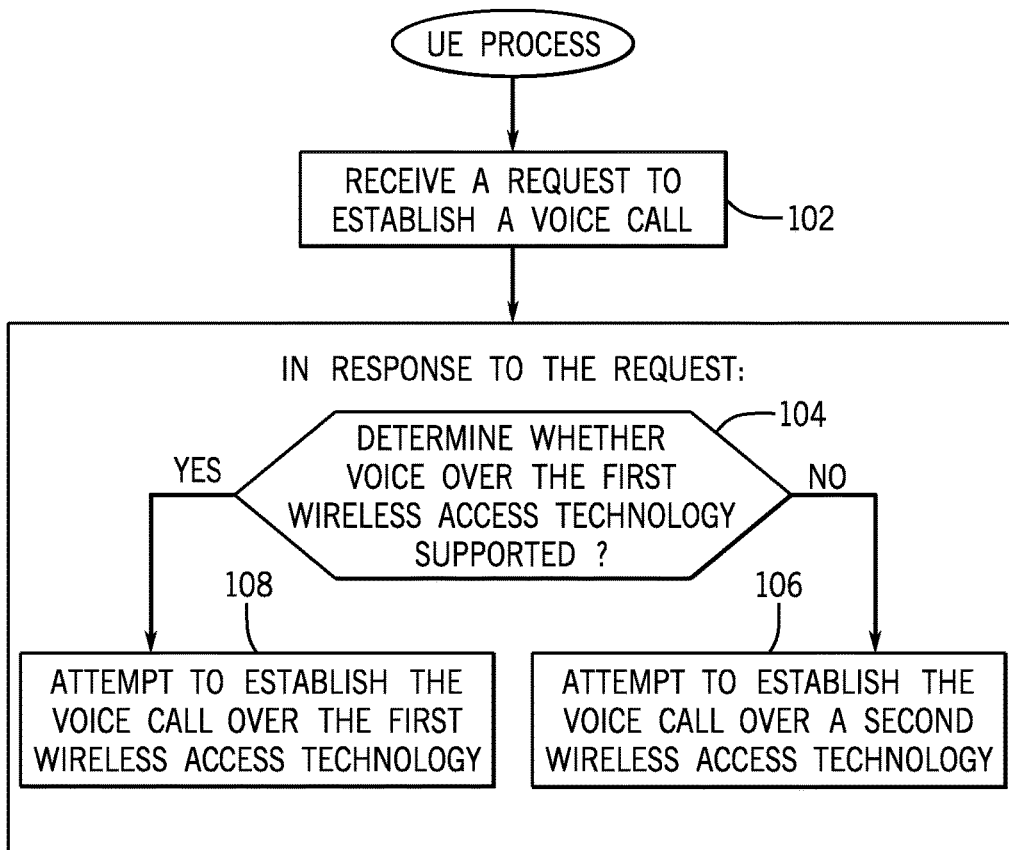 UE PROCESS
RECEIVE A REQUEST TO
ESTABLISH A VOICE CALL
102
IN RESPONSE TO THE REQUEST:
104
DETERMINE WHETHER
VOICE OVER THE FIRST
WIRELESS ACCESS TECHNOLOGY
SUPPORTED ?
YES
NO
108
106
ATTEMPT TO ESTABLISH THE
VOICE CALL OVER THE FIRST
WIRELESS ACCESS TECHNOLOGY
ATTEMPT TO ESTABLISH THE
VOICE CALL OVER A SECOND
WIRELESS ACCESS TECHNOLOGY